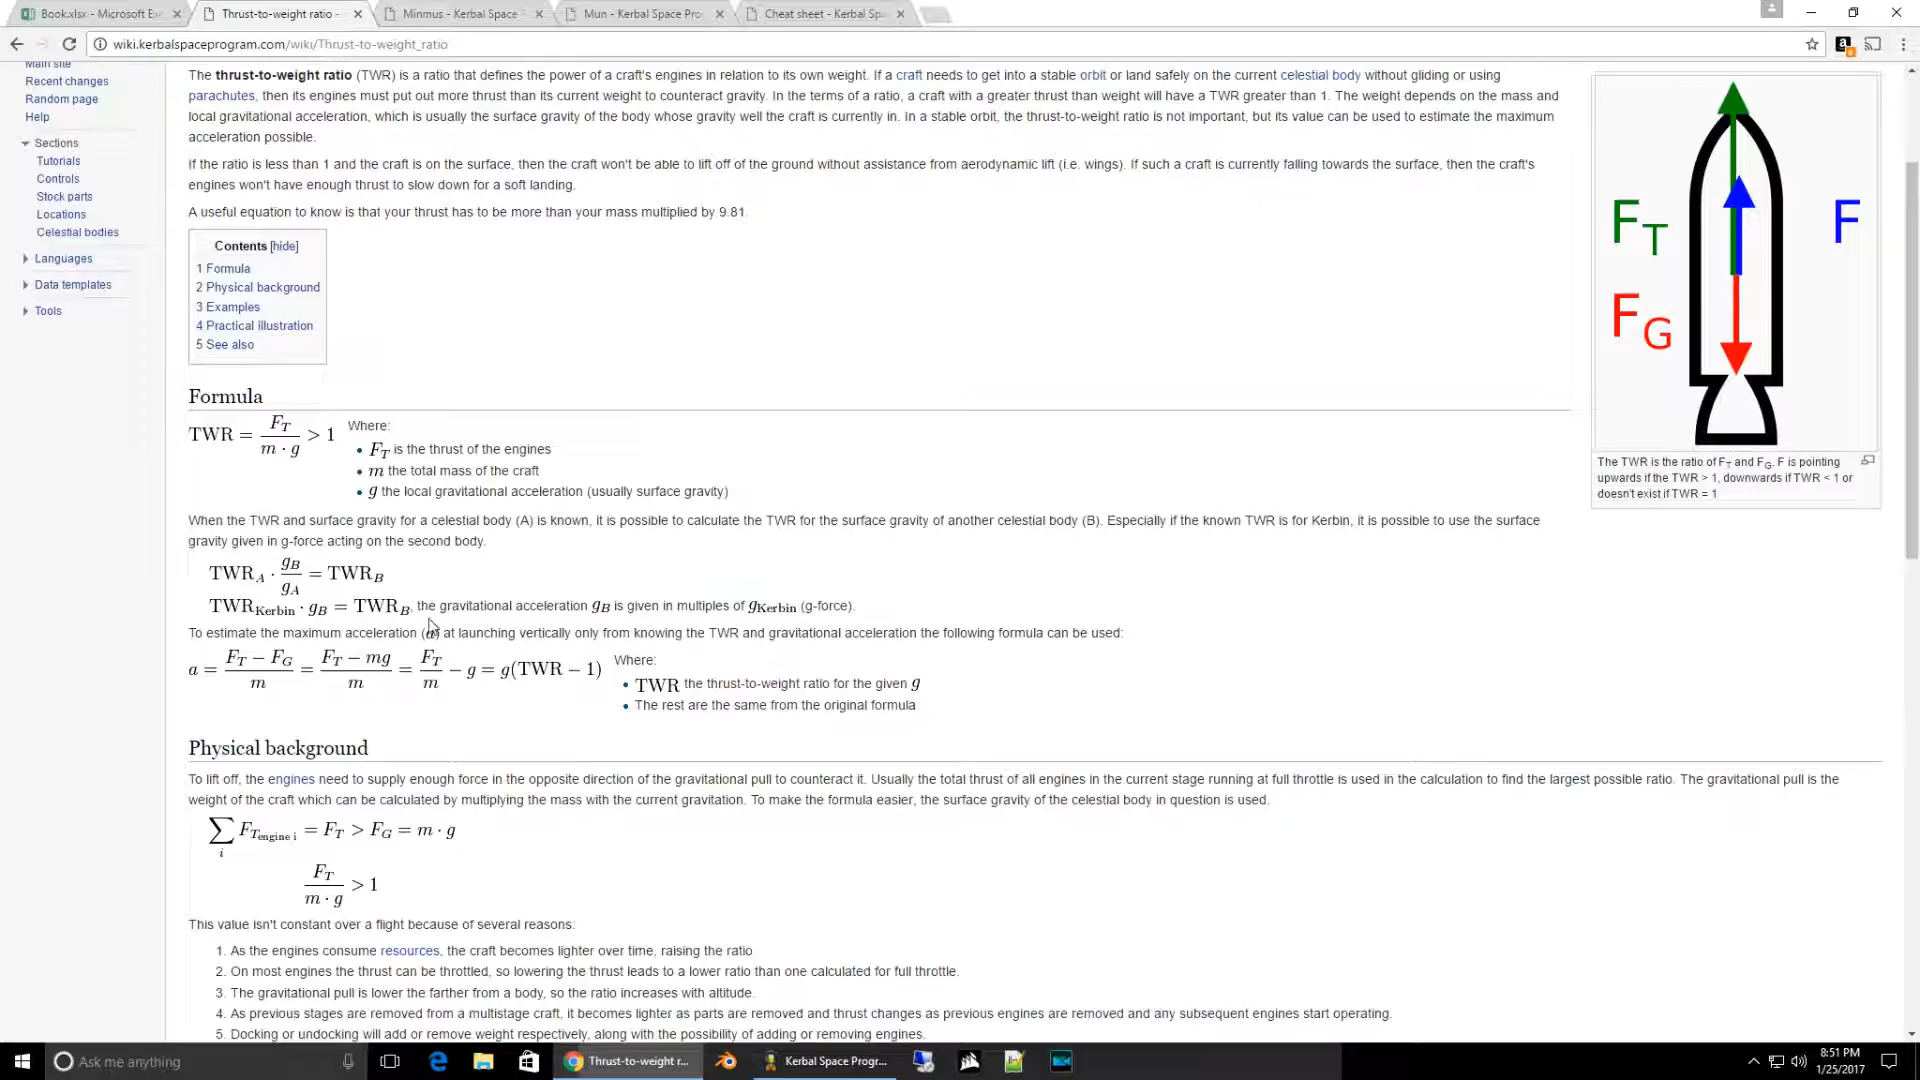 Book.xlsx - Microsoft Ex
Thrust-to-weight ratio -
Minmus - Kerbal Space
Mun - Kerbal Space Pro
Cheat sheet - Kerbal Sp
wiki.kerbalspaceprogram.com/wiki/Thrust-to-weight_ratio
Main site
Recent changes
Random page
Help
Sections
Tutorials
Controls
Stock parts
Locations
Celestial bodies
Languages
Data templates
Tools
The thrust-to-weight ratio (TWR) is a ratio that defines the power of a craft's engines in relation to its own weight. If a craft needs to get into a stable orbit or land safely on the current celestial body without gliding or using
parachutes, then its engines must put out more thrust than its current weight to counteract gravity. In the terms of a ratio, a craft with a greater thrust than weight will have a TWR greater than 1. The weight depends on the mass and
local gravitational acceleration, which is usually the surface gravity of the body whose gravity well the craft is currently in. In a stable orbit, the thrust-to-weight ratio is not important, but its value can be used to estimate the maximum
acceleration possible.
If the ratio is less than 1 and the craft is on the surface, then the craft won't be able to lift off of the ground without assistance from aerodynamic lift (i.e. wings). If such a craft is currently falling towards the surface, then the craft's
engines won't have enough thrust to slow down for a soft landing.
A useful equation to know is that your thrust has to be more than your mass multiplied by 9.81.
Contents [hide]
1 Formula
2 Physical background
3 Examples
4 Practical illustration
5 See also
F_T
F
F_G
The TWR is the ratio of F_T and F_G. F is pointing
upwards if the TWR > 1, downwards if TWR < 1 or
doesn't exist if TWR = 1
Formula
TWR = F_T / (m · g) > 1
Where:
• F_T is the thrust of the engines
• m the total mass of the craft
• g the local gravitational acceleration (usually surface gravity)
When the TWR and surface gravity for a celestial body (A) is known, it is possible to calculate the TWR for the surface gravity of another celestial body (B). Especially if the known TWR is for Kerbin, it is possible to use the surface
gravity given in g-force acting on the second body.
TWR_A · g_B / g_A = TWR_B
TWR_Kerbin · g_B = TWR_B, the gravitational acceleration g_B is given in multiples of g_Kerbin (g-force).
To estimate the maximum acceleration (a) at launching vertically only from knowing the TWR and gravitational acceleration the following formula can be used:
a = (F_T − F_G) / m = (F_T − mg) / m = F_T / m − g = g(TWR − 1)
Where:
• TWR the thrust-to-weight ratio for the given g
• The rest are the same from the original formula
Physical background
To lift off, the engines need to supply enough force in the opposite direction of the gravitational pull to counteract it. Usually the total thrust of all engines in the current stage running at full throttle is used in the calculation to find the largest possible ratio. The gravitational pull is the
weight of the craft which can be calculated by multiplying the mass with the current gravitation. To make the formula easier, the surface gravity of the celestial body in question is used.
∑_i F_T_engine i = F_T > F_G = m · g
F_T / (m · g) > 1
This value isn't constant over a flight because of several reasons:
1. As the engines consume resources, the craft becomes lighter over time, raising the ratio
2. On most engines the thrust can be throttled, so lowering the thrust leads to a lower ratio than one calculated for full throttle.
3. The gravitational pull is lower the farther from a body, so the ratio increases with altitude.
4. As previous stages are removed from a multistage craft, it becomes lighter as parts are removed and thrust changes as previous engines are removed and any subsequent engines start operating.
5. Docking or undocking will add or remove weight respectively, along with the possibility of adding or removing engines.
Ask me anything
Thrust-to-weight r...
Kerbal Space Progr...
8:51 PM
1/25/2017